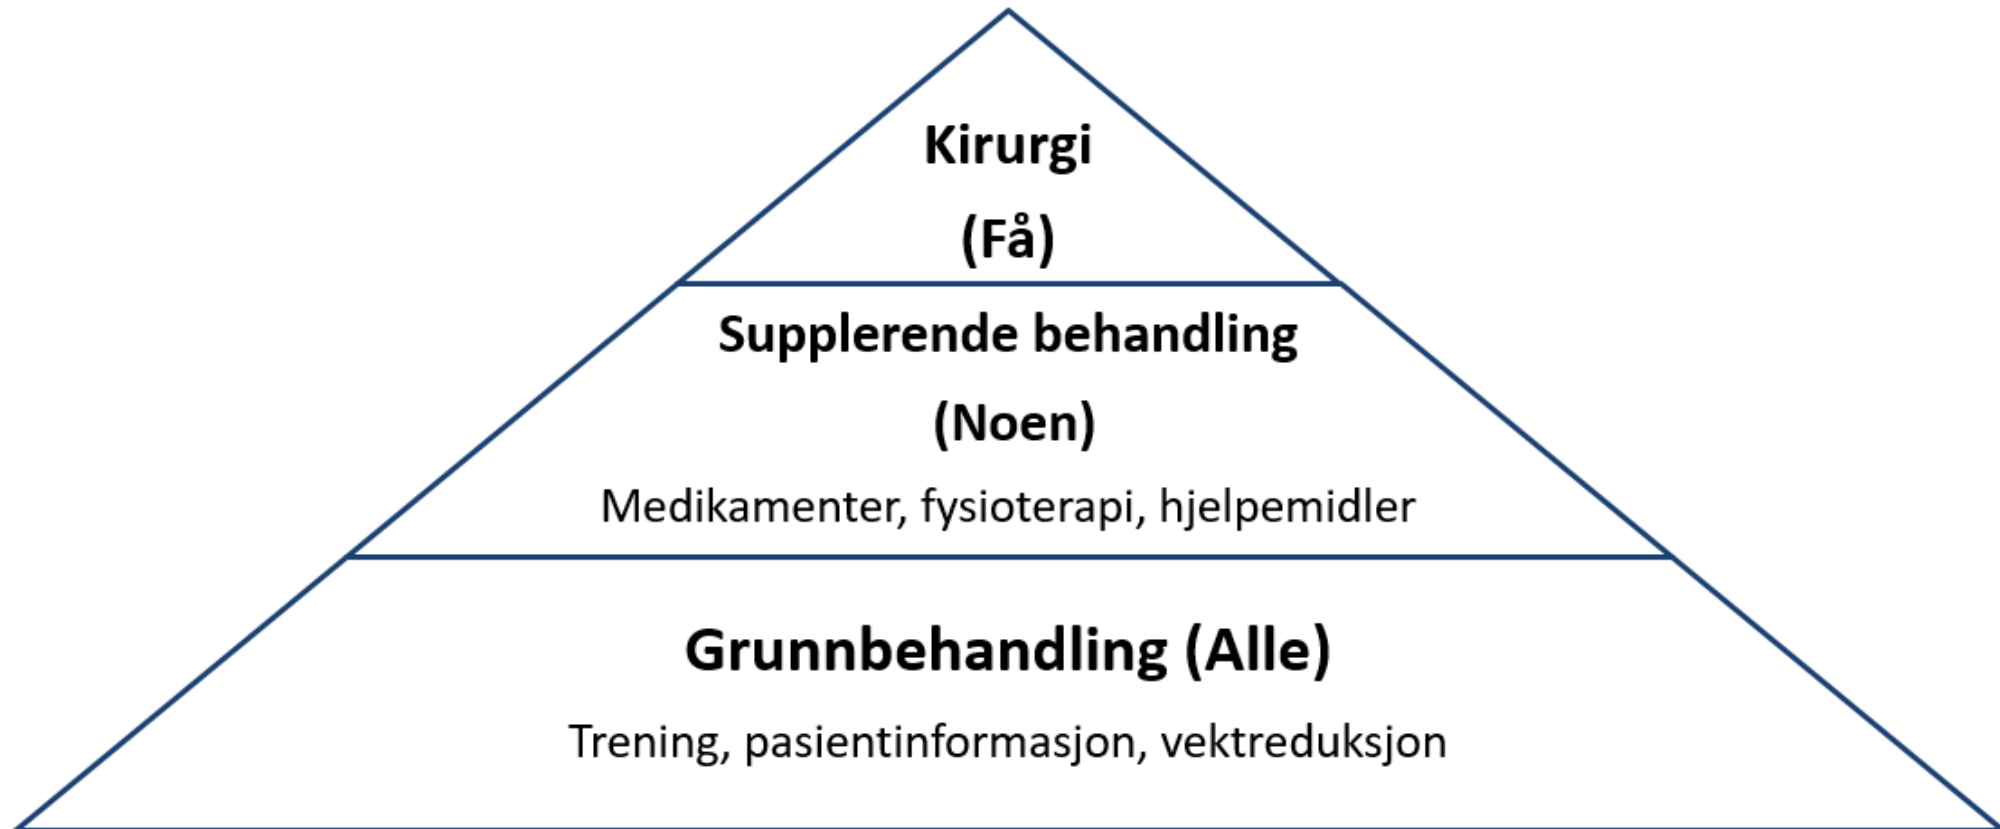 Kirurgi
(Få)
Supplerende behandling
(Noen)
Medikamenter, fysioterapi, hjelpemidler
Grunnbehandling (Alle)
Trening, pasientinformasjon, vektreduksjon